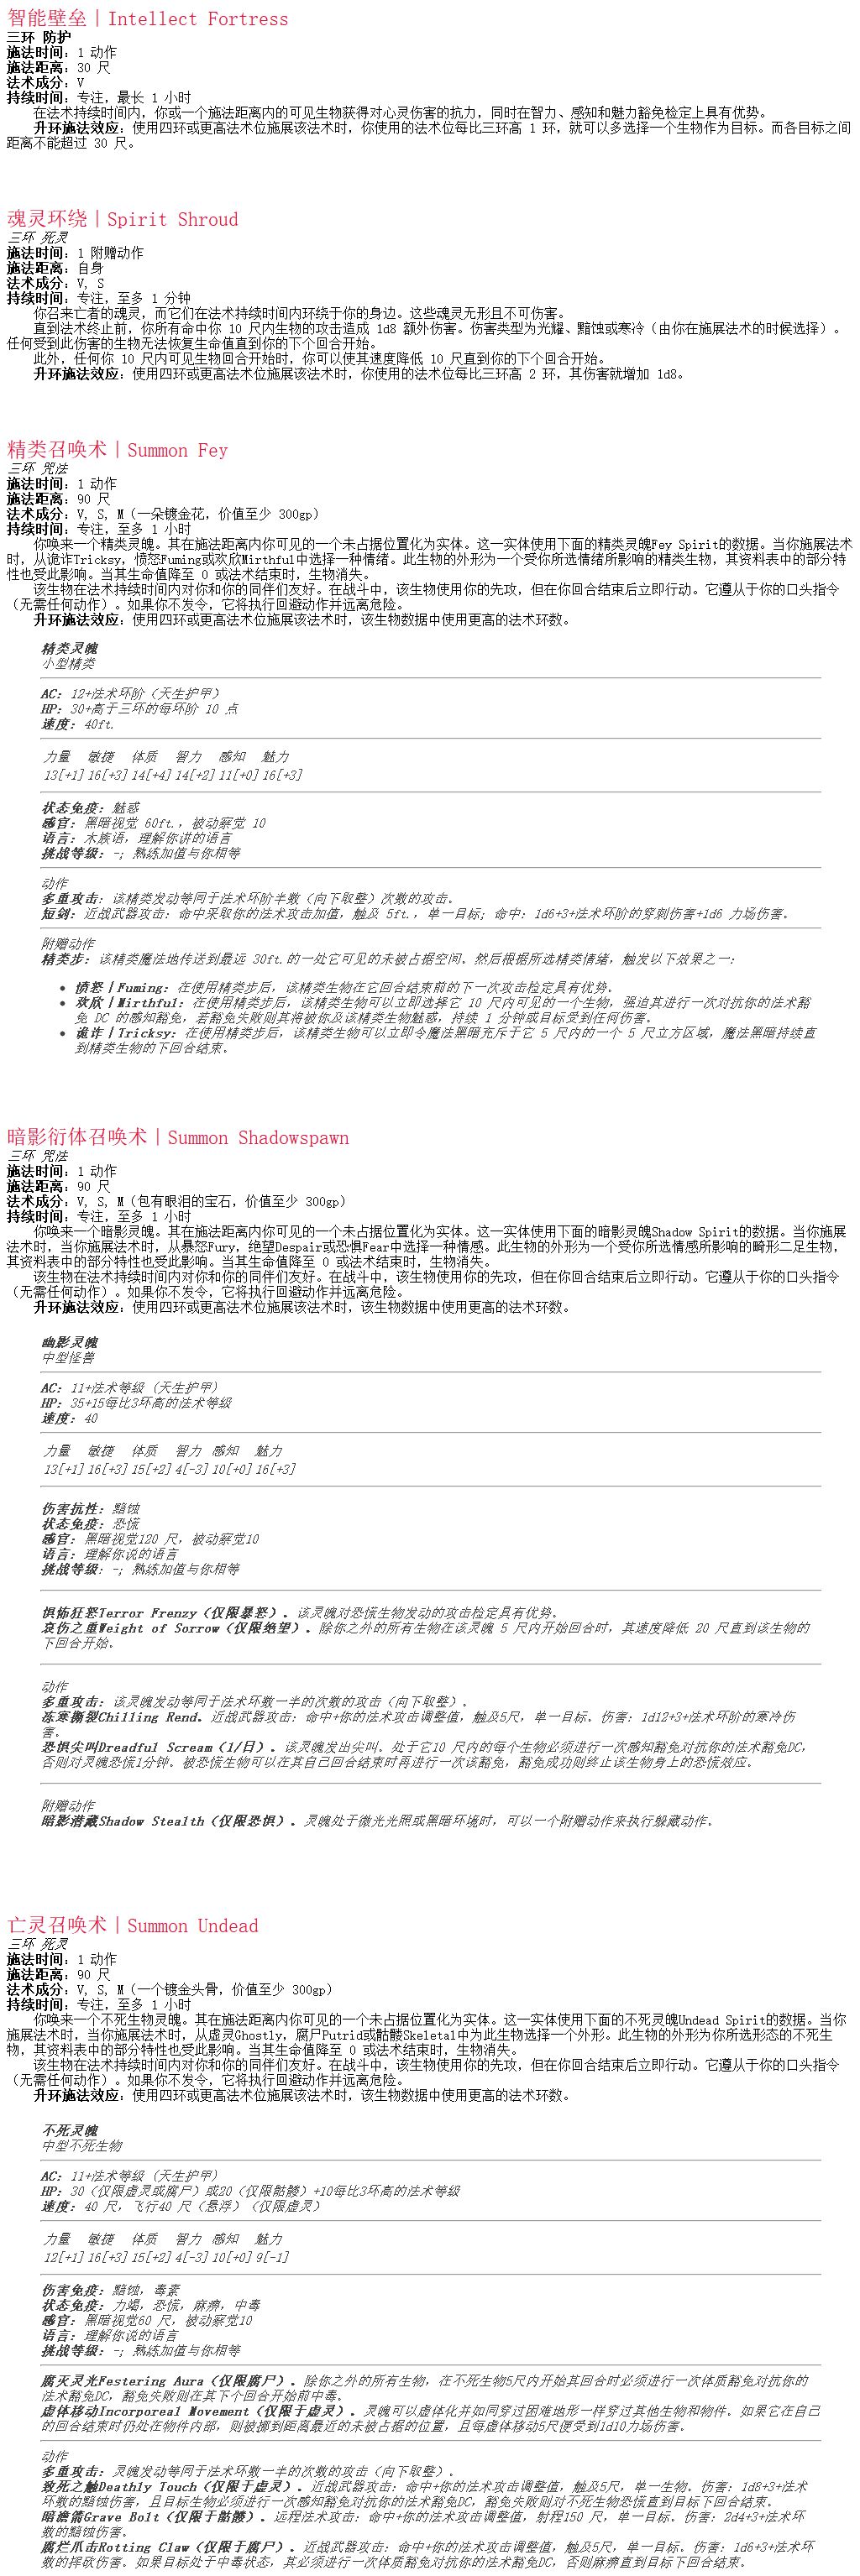 智能壁垒｜Intellect Fortress
三环 防护
施法时间：1 动作
施法距离：30 尺
法术成分：V
持续时间：专注，最长 1 小时
在法术持续时间内，你或一个施法距离内的可见生物获得对心灵伤害的抗力，同时在智力、感知和魅力豁免检定上具有优势。
升环施法效应：使用四环或更高法术位施展该法术时，你使用的法术位每比三环高 1 环，就可以多选择一个生物作为目标。而各目标之间
距离不能超过 30 尺。
魂灵环绕｜Spirit Shroud
三环 死灵
施法时间：1 附赠动作
施法距离：自身
法术成分：V, S
持续时间：专注，至多 1 分钟
你召来亡者的魂灵，而它们在法术持续时间内环绕于你的身边。这些魂灵无形且不可伤害。
直到法术终止前，你所有命中你 10 尺内生物的攻击造成 1d8 额外伤害。伤害类型为光耀、黯蚀或寒冷（由你在施展法术的时候选择）。
任何受到此伤害的生物无法恢复生命值直到你的下个回合开始。
此外，任何你 10 尺内可见生物回合开始时，你可以使其速度降低 10 尺直到你的下个回合开始。
升环施法效应：使用四环或更高法术位施展该法术时，你使用的法术位每比三环高 2 环，其伤害就增加 1d8。
精类召唤术｜Summon Fey
三环 咒法
施法时间：1 动作
施法距离：90 尺
法术成分：V, S, M（一朵镀金花，价值至少 300gp）
持续时间：专注，至多 1 小时
你唤来一个精类灵魄。其在施法距离内你可见的一个未占据位置化为实体。这一实体使用下面的精类灵魄Fey Spirit的数据。当你施展法术
时，从诡诈Tricksy，愤怒Fuming或欢欣Mirthful中选择一种情绪。此生物的外形为一个受你所选情绪所影响的精类生物，其资料表中的部分特
性也受此影响。当其生命值降至 0 或法术结束时，生物消失。
该生物在法术持续时间内对你和你的同伴们友好。在战斗中，该生物使用你的先攻，但在你回合结束后立即行动。它遵从于你的口头指令
（无需任何动作）。如果你不发令，它将执行回避动作并远离危险。
升环施法效应：使用四环或更高法术位施展该法术时，该生物数据中使用更高的法术环数。
精类灵魄
小型精类
AC: 12+法术环阶（天生护甲）
HP: 30+高于三环的每环阶 10 点
速度: 40ft.
力量 敏捷 体质 智力 感知 魅力
13[+1] 16[+3] 14[+4] 14[+2] 11[+0] 16[+3]
状态免疫: 魅惑
感官: 黑暗视觉 60ft.，被动察觉 10
语言: 木族语，理解你讲的语言
挑战等级: -; 熟练加值与你相等
动作
多重攻击: 该精类发动等同于法术环阶半数（向下取整）次数的攻击。
短剑: 近战武器攻击: 命中采取你的法术攻击加值，触及 5ft.，单一目标; 命中: 1d6+3+法术环阶的穿刺伤害+1d6 力场伤害。
附赠动作
精类步: 该精类魔法地传送到最远 30ft.的一处它可见的未被占据空间。然后根据所选精类情绪，触发以下效果之一:
• 愤怒｜Fuming: 在使用精类步后，该精类生物在它回合结束前的下一次攻击检定具有优势。
• 欢欣｜Mirthful: 在使用精类步后，该精类生物可以立即选择它 10 尺内可见的一个生物，强迫其进行一次对抗你的法术豁
免 DC 的感知豁免，若豁免失败则其将被你及该精类生物魅惑，持续 1 分钟或目标受到任何伤害。
• 诡诈｜Tricksy: 在使用精类步后，该精类生物可以立即令魔法黑暗充斥于它 5 尺内的一个 5 尺立方区域，魔法黑暗持续直
到精类生物的下回合结束。
暗影衍体召唤术｜Summon Shadowspawn
三环 咒法
施法时间：1 动作
施法距离：90 尺
法术成分：V, S, M（包有眼泪的宝石，价值至少 300gp）
持续时间：专注，至多 1 小时
你唤来一个暗影灵魄。其在施法距离内你可见的一个未占据位置化为实体。这一实体使用下面的暗影灵魄Shadow Spirit的数据。当你施展
法术时，当你施展法术时，从暴怒Fury，绝望Despair或恐惧Fear中选择一种情感。此生物的外形为一个受你所选情感所影响的畸形二足生物，
其资料表中的部分特性也受此影响。当其生命值降至 0 或法术结束时，生物消失。
该生物在法术持续时间内对你和你的同伴们友好。在战斗中，该生物使用你的先攻，但在你回合结束后立即行动。它遵从于你的口头指令
（无需任何动作）。如果你不发令，它将执行回避动作并远离危险。
升环施法效应：使用四环或更高法术位施展该法术时，该生物数据中使用更高的法术环数。
幽影灵魄
中型怪兽
AC: 11+法术等级（天生护甲）
HP: 35+15每比3环高的法术等级
速度: 40
力量 敏捷 体质 智力 感知 魅力
13[+1] 16[+3] 15[+2] 4[-3] 10[+0] 16[+3]
伤害抗性: 黯蚀
状态免疫: 恐慌
感官: 黑暗视觉120 尺，被动察觉10
语言: 理解你说的语言
挑战等级: -; 熟练加值与你相等
惧怖狂怒Terror Frenzy（仅限暴怒）. 该灵魄对恐慌生物发动的攻击检定具有优势。
哀伤之重Weight of Sorrow（仅限绝望）. 除你之外的所有生物在该灵魄 5 尺内开始回合时，其速度降低 20 尺直到该生物的
下回合开始。
动作
多重攻击: 该灵魄发动等同于法术环数一半的次数的攻击（向下取整）。
冻寒撕裂Chilling Rend. 近战武器攻击: 命中+你的法术攻击调整值，触及5尺，单一目标. 伤害: 1d12+3+法术环阶的寒冷伤
害。
恐惧尖叫Dreadful Scream（1/日）. 该灵魄发出尖叫. 处于它10 尺内的每个生物必须进行一次感知豁免对抗你的法术豁免DC，
否则对灵魄恐慌1分钟. 被恐慌生物可以在其自己回合结束时再进行一次该豁免，豁免成功则终止该生物身上的恐慌效应。
附赠动作
暗影潜藏Shadow Stealth（仅限恐惧）. 灵魄处于微光光照或黑暗环境时，可以一个附赠动作来执行躲藏动作.
亡灵召唤术｜Summon Undead
三环 死灵
施法时间：1 动作
施法距离：90 尺
法术成分：V, S, M（一个镀金头骨，价值至少 300gp）
持续时间：专注，至多 1 小时
你唤来一个不死生物灵魄。其在施法距离内你可见的一个未占据位置化为实体。这一实体使用下面的不死灵魄Undead Spirit的数据。当你
施展法术时，当你施展法术时，从虚灵Ghostly，腐尸Putrid或骷髅Skeletal中为此生物选择一个外形。此生物的外形为你所选形态的不死生
物，其资料表中的部分特性也受此影响。当其生命值降至 0 或法术结束时，生物消失。
该生物在法术持续时间内对你和你的同伴们友好。在战斗中，该生物使用你的先攻，但在你回合结束后立即行动。它遵从于你的口头指令
（无需任何动作）。如果你不发令，它将执行回避动作并远离危险。
升环施法效应：使用四环或更高法术位施展该法术时，该生物数据中使用更高的法术环数。
不死灵魄
中型不死生物
AC: 11+法术等级（天生护甲）
HP: 30（仅限虚灵或腐尸）或20（仅限骷髅）+10每比3环高的法术等级
速度: 40 尺，飞行40 尺（悬浮）（仅限虚灵）
力量 敏捷 体质 智力 感知 魅力
12[+1] 16[+3] 15[+2] 4[-3] 10[+0] 9[-1]
伤害免疫: 黯蚀，毒素
状态免疫: 力竭，恐慌，麻痹，中毒
感官: 黑暗视觉60 尺，被动察觉10
语言: 理解你说的语言
挑战等级: -; 熟练加值与你相等
腐灭灵光Festering Aura（仅限腐尸）. 除你之外的所有生物，在不死生物5尺内开始其回合时必须进行一次体质豁免对抗你的
法术豁免DC，豁免失败则在其下个回合开始前中毒。
虚体移动Incorporeal Movement（仅限于虚灵）. 灵魄可以虚体化并如同穿过困难地形一样穿过其他生物和物件. 如果它在自己
的回合结束时仍处在物件内部，则被挪到距离最近的未被占据的位置，且每虚体移动5尺便受到1d10力场伤害。
动作
多重攻击: 灵魄发动等同于法术环数一半的次数的攻击（向下取整）。
致死之触Deathly Touch（仅限于虚灵）. 近战武器攻击: 命中+你的法术攻击调整值，触及5尺，单一生物. 伤害: 1d8+3+法术
环数的黯蚀伤害，且目标生物必须进行一次感知豁免对抗你的法术豁免DC，豁免失败则对不死生物恐慌直到目标下回合结束.
暗癒箭Grave Bolt（仅限于骷髅）. 远程法术攻击: 命中+你的法术攻击调整值，射程150 尺，单一目标. 伤害: 2d4+3+法术环
数的黯蚀伤害.
腐烂爪击Rotting Claw（仅限于腐尸）. 近战武器攻击: 命中+你的法术攻击调整值，触及5尺，单一目标. 伤害: 1d6+3+法术环
数的挥砍伤害. 如果目标处于中毒状态，其必须进行一次体质豁免对抗你的法术豁免DC，否则麻痹直到目标下回合结束.